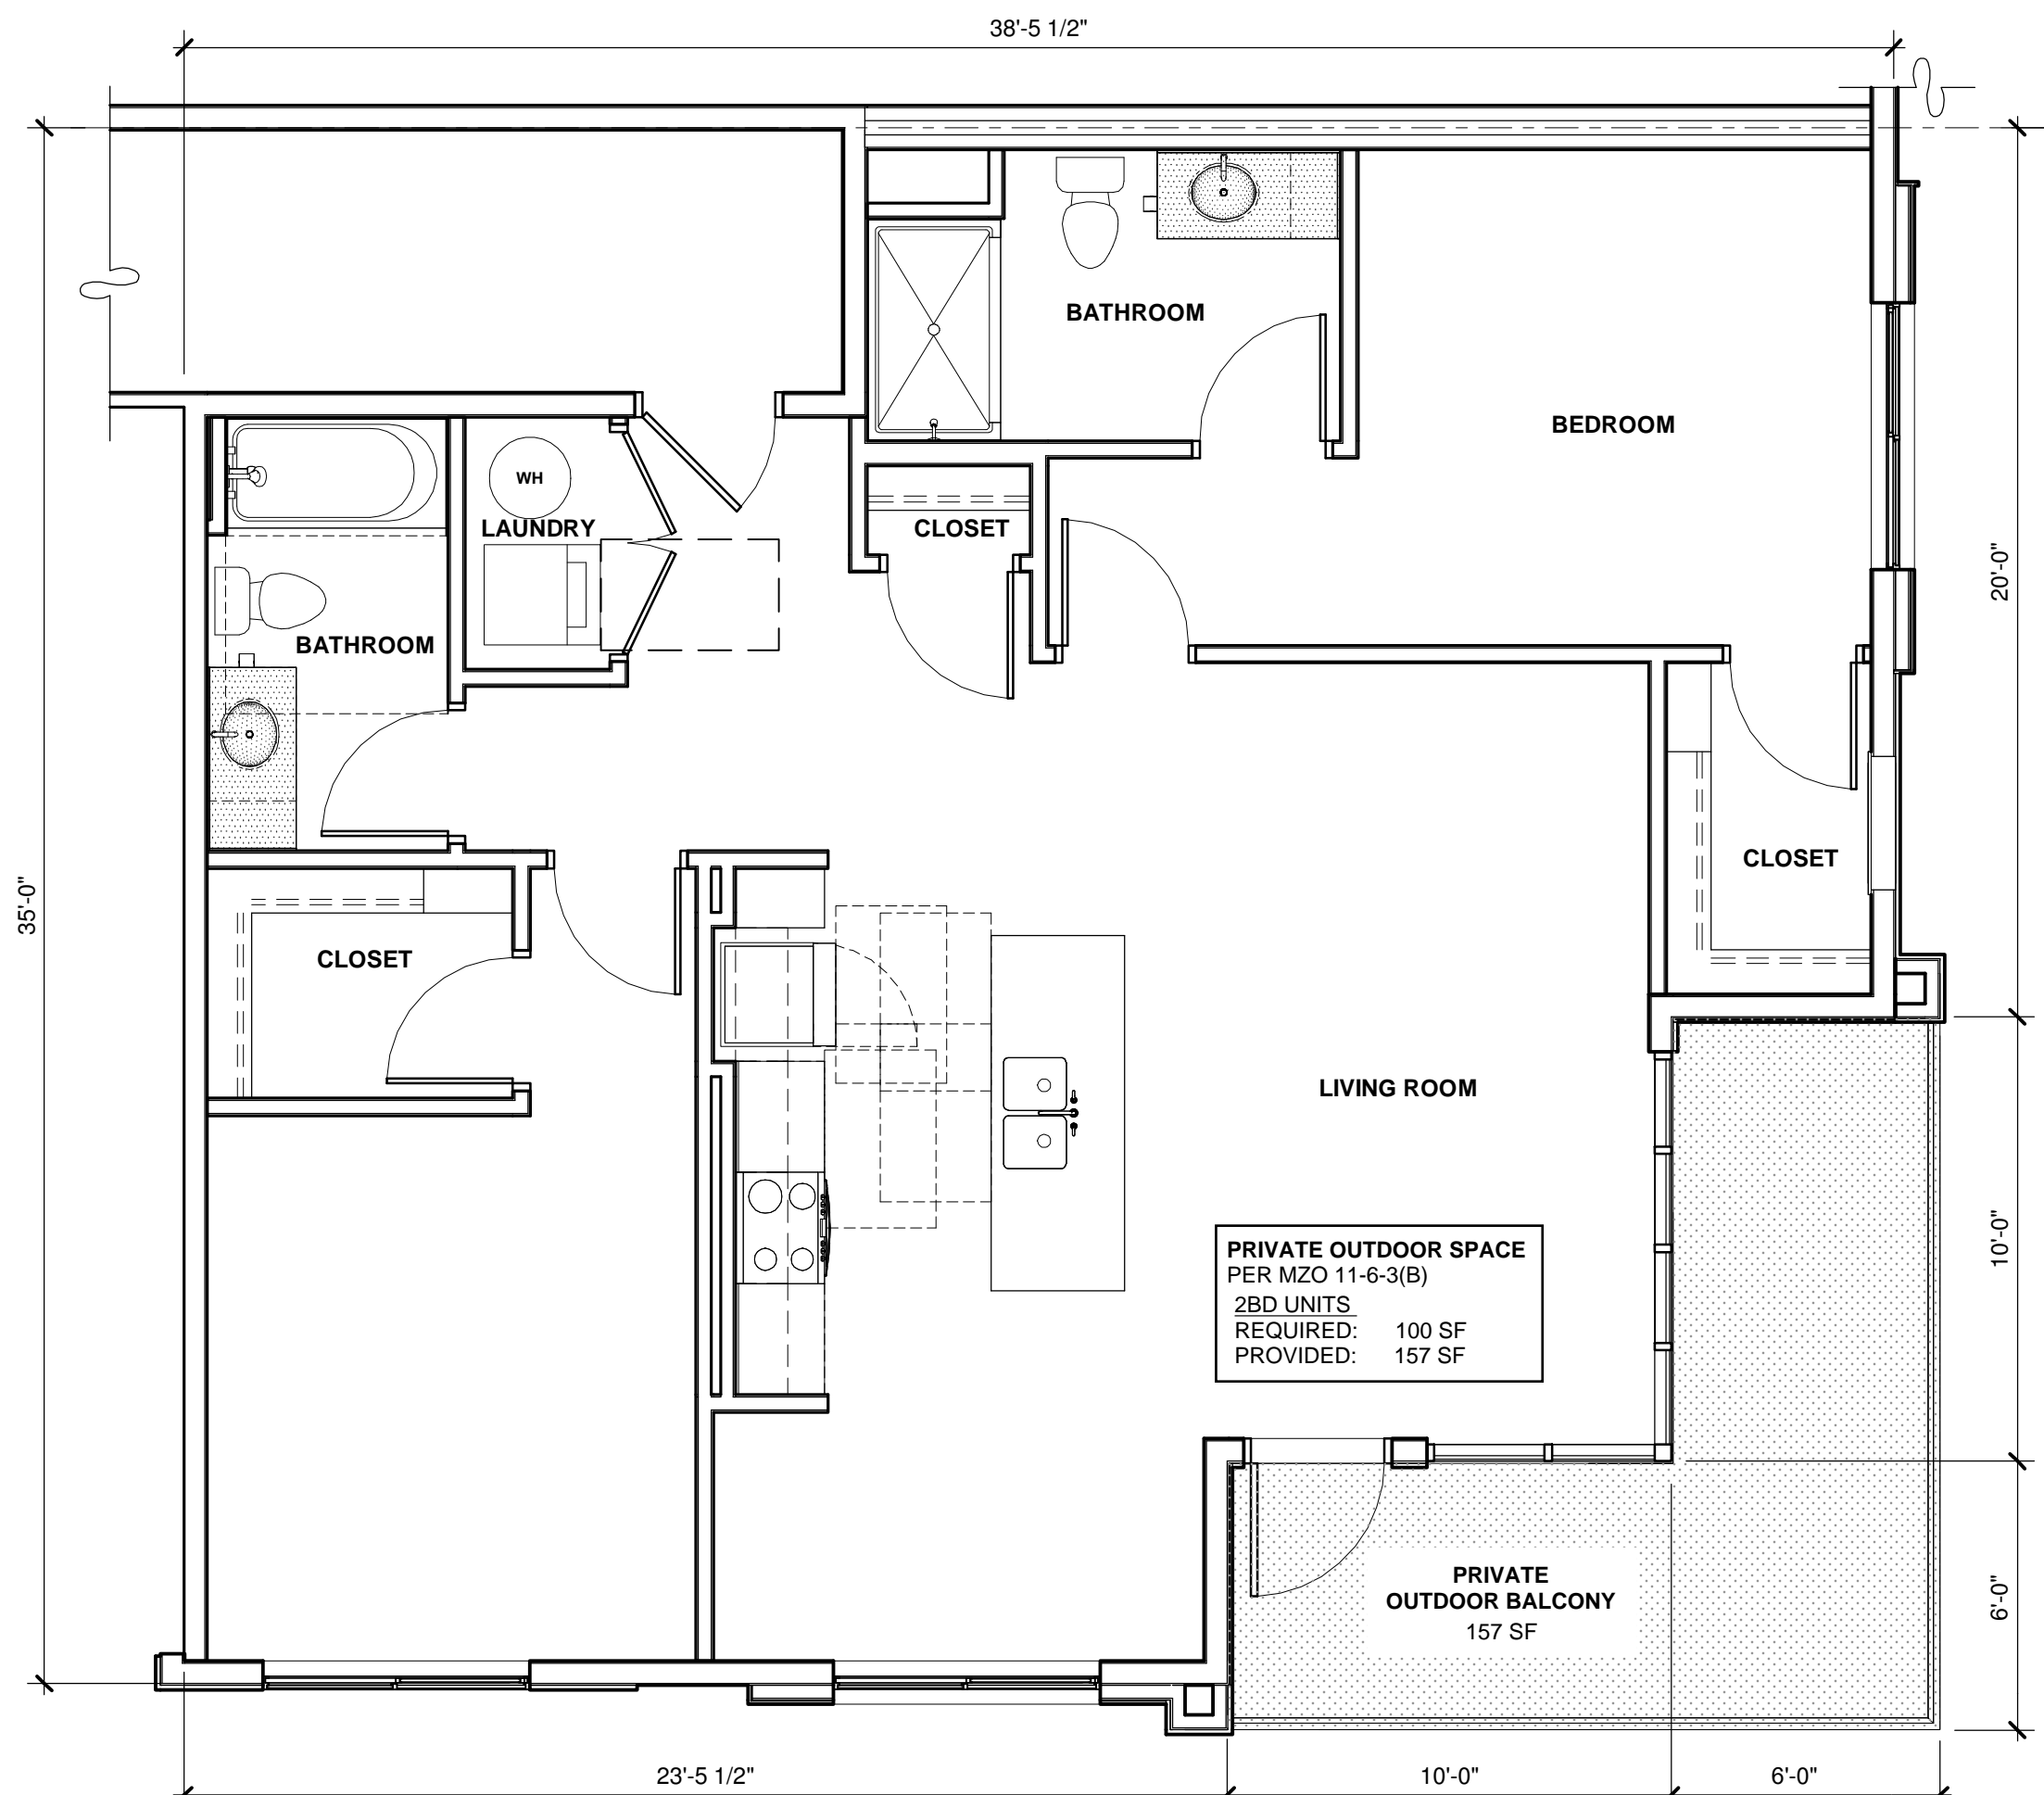 38'-5 1/2"
BATHROOM
BEDROOM
WH
LAUNDRY
CLOSET
20'-0"
BATHROOM
CLOSET
35'-0"
CLOSET
LIVING ROOM
PRIVATE OUTDOOR SPACE
PER MZO 11-6-3(B)
2BD UNITS
REQUIRED: 100 SF
PROVIDED: 157 SF
10'-0"
PRIVATE
OUTDOOR BALCONY
157 SF
6'-0"
23'-5 1/2"
10'-0"
6'-0"